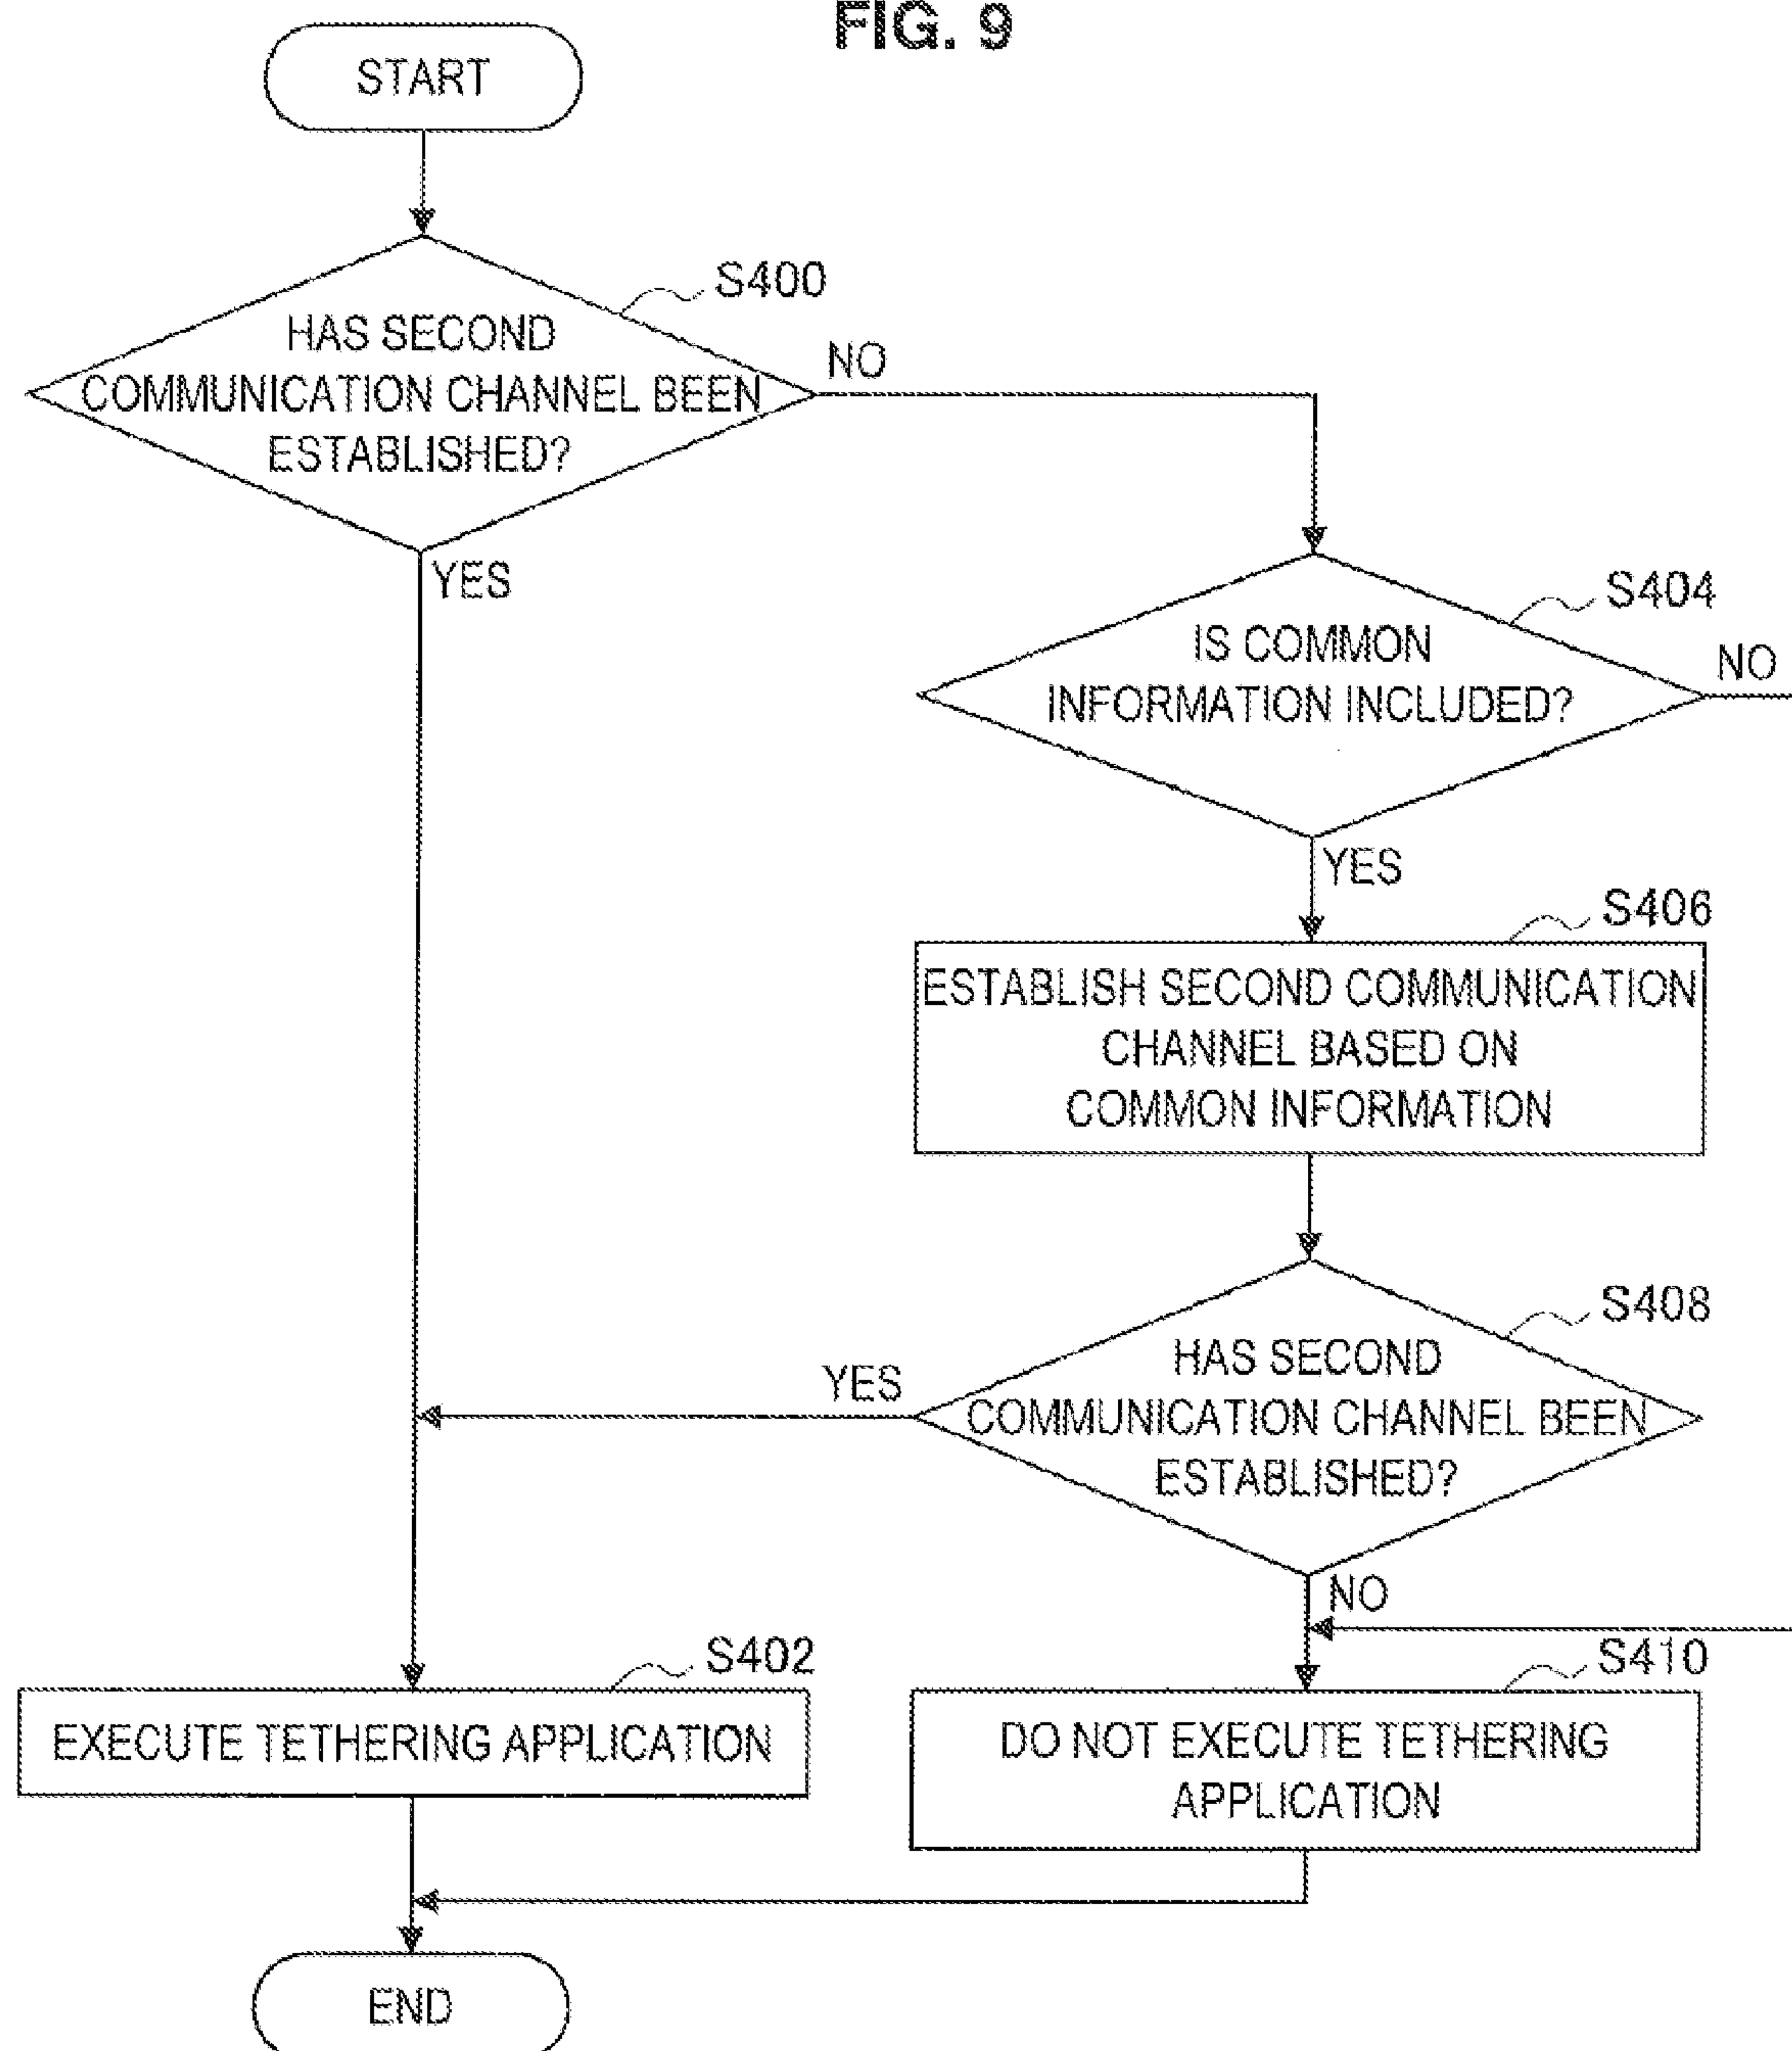 FIG. 9
START
S400
HAS SECOND
COMMUNICATION CHANNEL BEEN
ESTABLISHED?
NO
YES
S404
IS COMMON
INFORMATION INCLUDED?
NO
YES
S406
ESTABLISH SECOND COMMUNICATION
CHANNEL BASED ON
COMMON INFORMATION
S408
HAS SECOND
COMMUNICATION CHANNEL BEEN
ESTABLISHED?
YES
NO
S402
EXECUTE TETHERING APPLICATION
S410
DO NOT EXECUTE TETHERING
APPLICATION
END